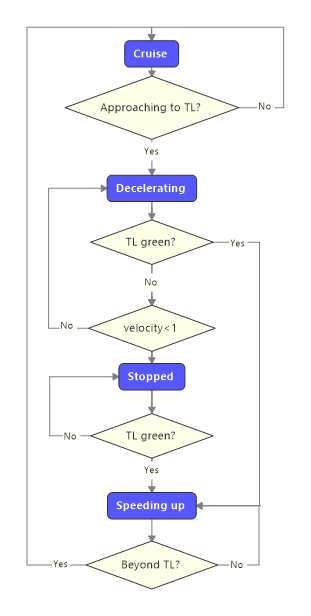 Cruise
Approaching to TL?
No
Yes
Decelerating
TL green?
Yes
No
velocity<1
No
Stopped
TL green?
No
Yes
Speeding up
Beyond TL?
Yes
No